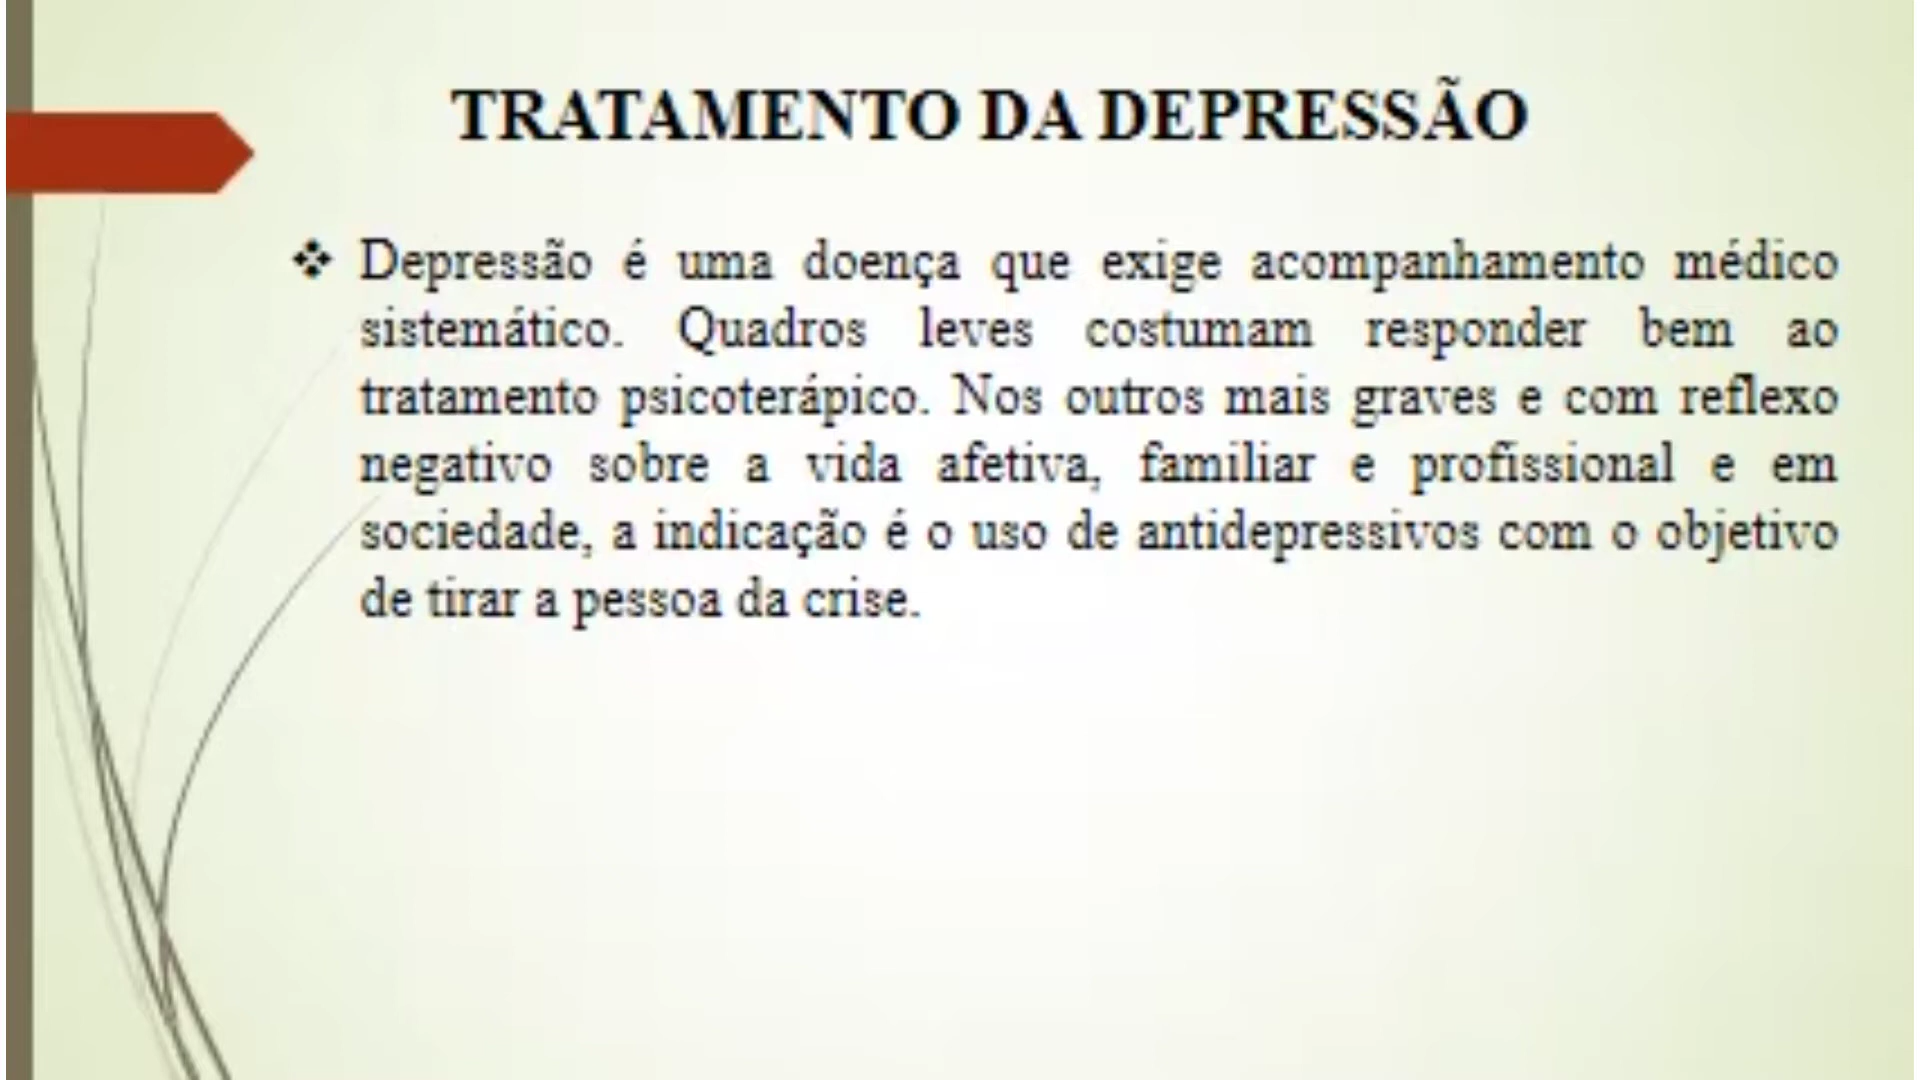 TRATAMENTO DA DEPRESSÃO
Depressão é uma doença que exige acompanhamento médico
sistemático. Quadros leves costumam responder bem ao
tratamento psicoterápico. Nos outros mais graves e com reflexo
negativo sobre a vida afetiva, familiar e profissional e em
sociedade, a indicação é o uso de antidepressivos com o objetivo
de tirar a pessoa da crise.